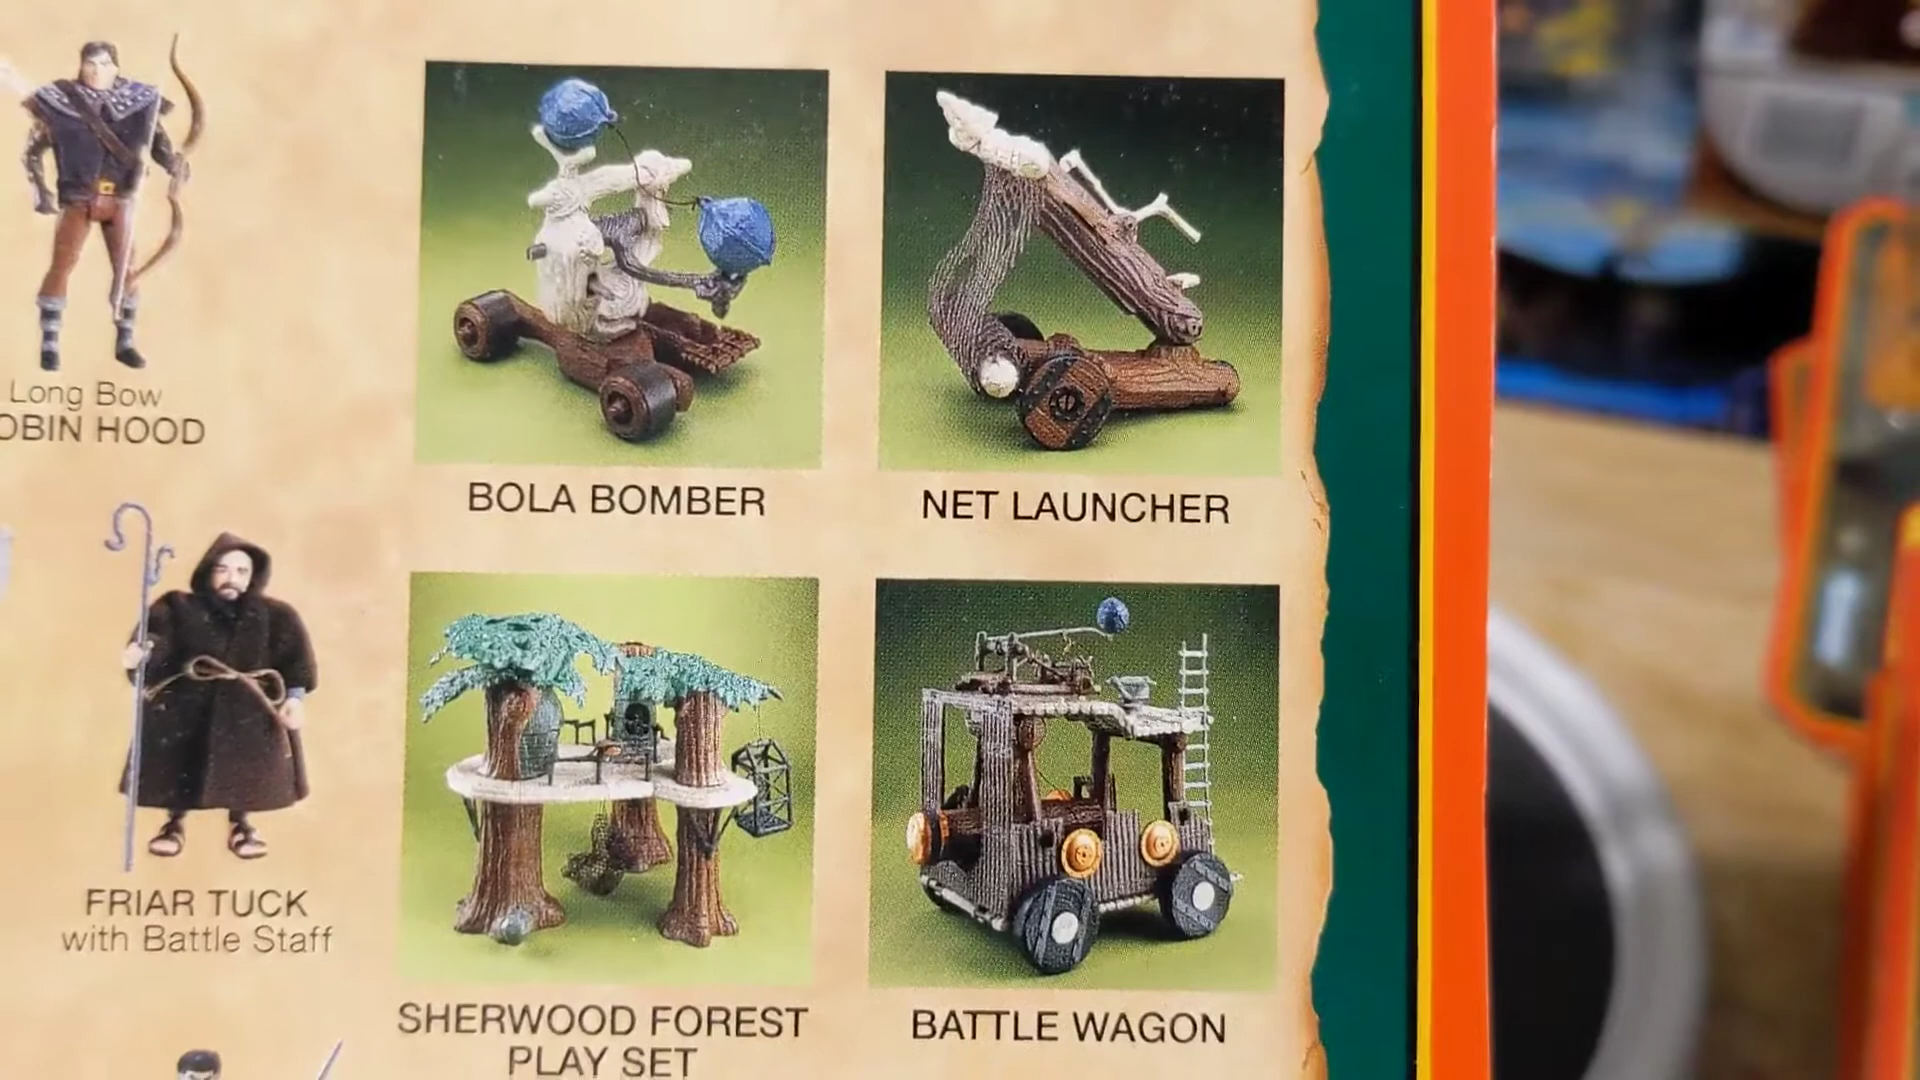 Long Bow
OBIN HOOD
BOLA BOMBER
NET LAUNCHER
FRIAR TUCK
with Battle Staff
SHERWOOD FOREST
PLAY SET
BATTLE WAGON